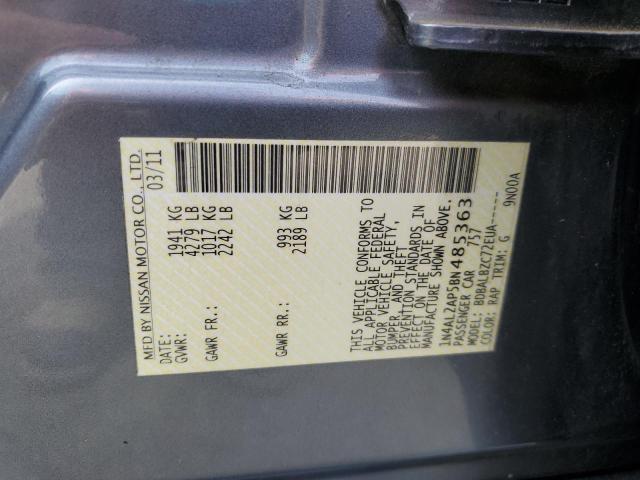 MFD BY NISSAN MOTOR CO., LTD.
DATE: 03/11
GVWR: 1941 KG
4279 LB
GAWR FR: 1017 KG
2242 LB
GAWR RR: 993 KG
2189 LB
THIS VEHICLE CONFORMS TO
ALL APPLICABLE FEDERAL
MOTOR VEHICLE SAFETY,
BUMPER, AND THEFT
PREVENTION STANDARDS IN
EFFECT ON THE DATE OF
MANUFACTURE SHOWN ABOVE.
1N4AL2AP5BN485363
PASSENGER CAR 757
MODEL: BDBALBZC72EUA-----
COLOR: RAP TRIM: G 9N00A